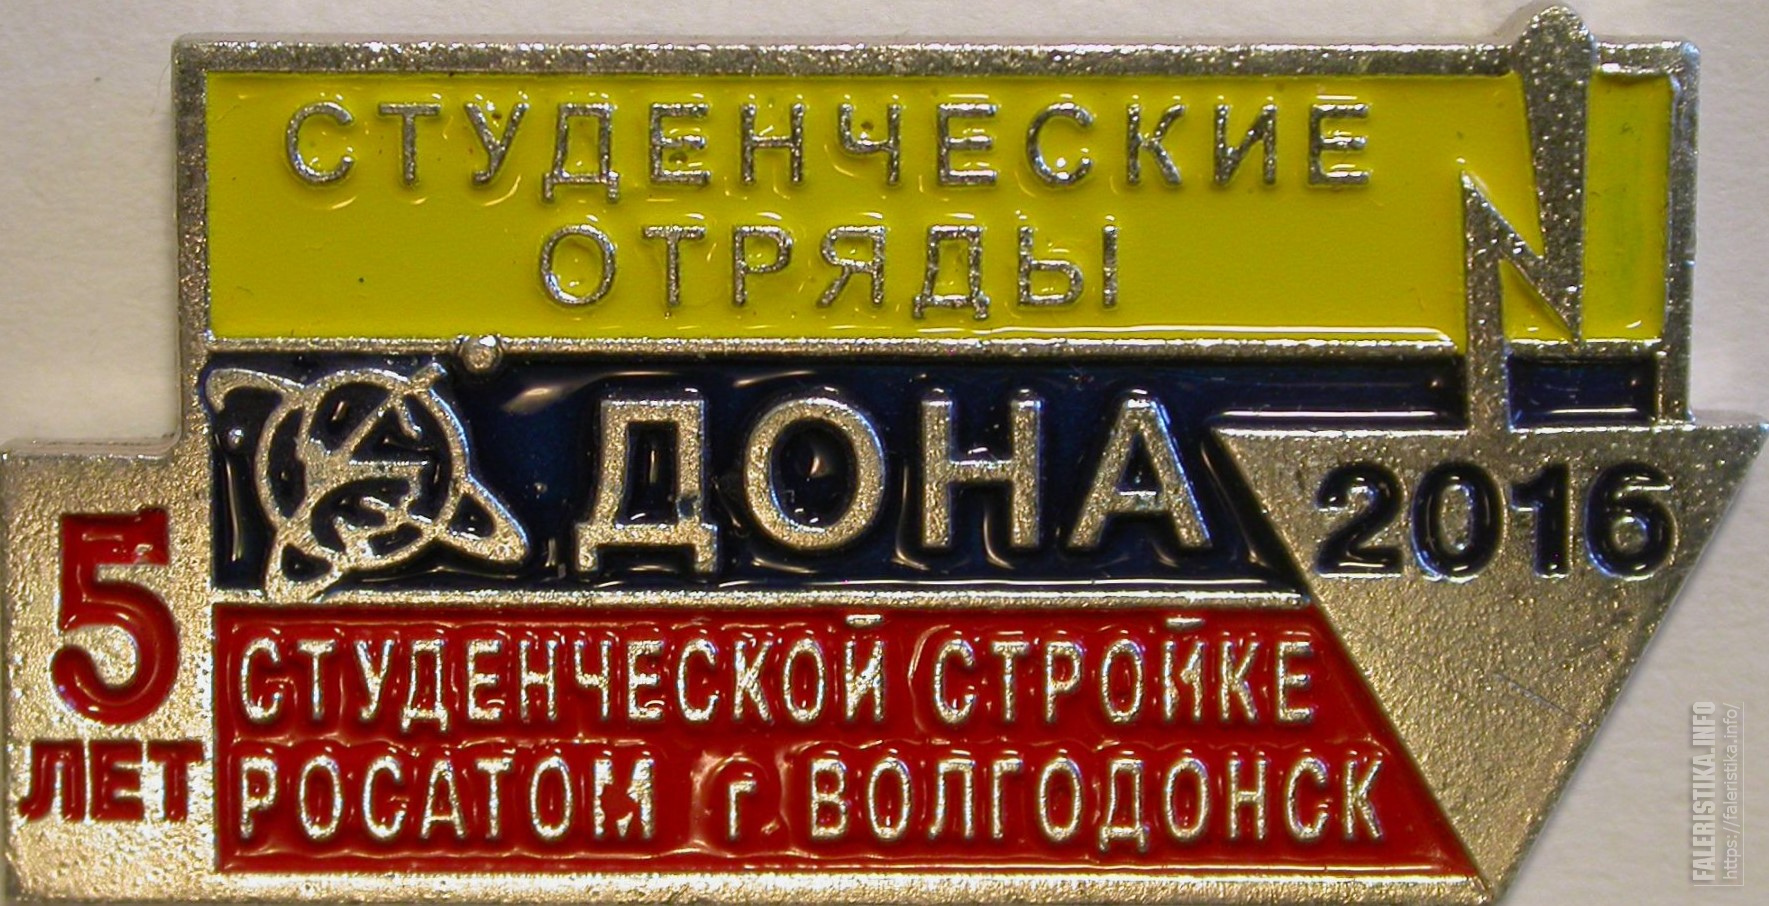 СТУДЕНЧЕСКИЕ
ОТРЯДЫ
ДОНА
2016
5
ЛЕТ
СТУДЕНЧЕСКОЙ СТРОЙКЕ
РОСАТОМ г ВОЛГОДОНСК
FALERISTIKA.INFO
https://faleristika.info/